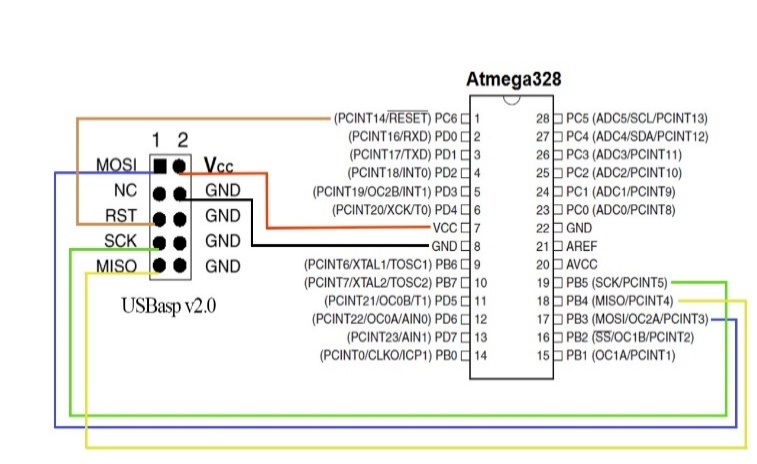 Atmega328
1 2
MOSI Vcc
NC GND
RST GND
SCK GND
MISO GND
USBasp v2.0
(PCINT14/RESET) PC6 1
(PCINT16/RXD) PD0 2
(PCINT17/TXD) PD1 3
(PCINT18/INT0) PD2 4
(PCINT19/OC2B/INT1) PD3 5
(PCINT20/XCK/T0) PD4 6
VCC 7
GND 8
(PCINT6/XTAL1/TOSC1) PB6 9
(PCINT7/XTAL2/TOSC2) PB7 10
(PCINT21/OC0B/T1) PD5 11
(PCINT22/OC0A/AIN0) PD6 12
(PCINT23/AIN1) PD7 13
(PCINT0/CLKO/ICP1) PB0 14
28 PC5 (ADC5/SCL/PCINT13)
27 PC4 (ADC4/SDA/PCINT12)
26 PC3 (ADC3/PCINT11)
25 PC2 (ADC2/PCINT10)
24 PC1 (ADC1/PCINT9)
23 PC0 (ADC0/PCINT8)
22 GND
21 AREF
20 AVCC
19 PB5 (SCK/PCINT5)
18 PB4 (MISO/PCINT4)
17 PB3 (MOSI/OC2A/PCINT3)
16 PB2 (SS/OC1B/PCINT2)
15 PB1 (OC1A/PCINT1)